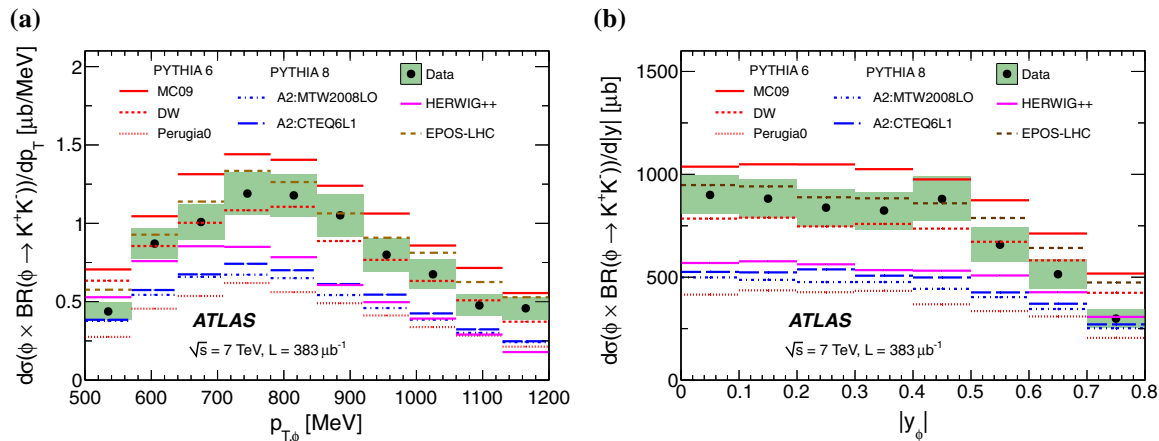 (a)
dσ(ϕ × BR(ϕ → K⁺K⁻))/dp_T [μb/MeV]
2
1.5
1
0.5
0
PYTHIA 6
MC09
DW
Perugia0
PYTHIA 8
A2:MTW2008LO
A2:CTEQ6L1
Data
HERWIG++
EPOS-LHC
ATLAS
√s = 7 TeV, L = 383 μb⁻¹
500 600 700 800 900 1000 1100 1200
p_T,ϕ [MeV]
(b)
dσ(ϕ × BR(ϕ → K⁺K⁻))/d|y| [μb]
1500
1000
500
0
PYTHIA 6
MC09
DW
Perugia0
PYTHIA 8
A2:MTW2008LO
A2:CTEQ6L1
Data
HERWIG++
EPOS-LHC
ATLAS
√s = 7 TeV, L = 383 μb⁻¹
0 0.1 0.2 0.3 0.4 0.5 0.6 0.7 0.8
|y_ϕ|